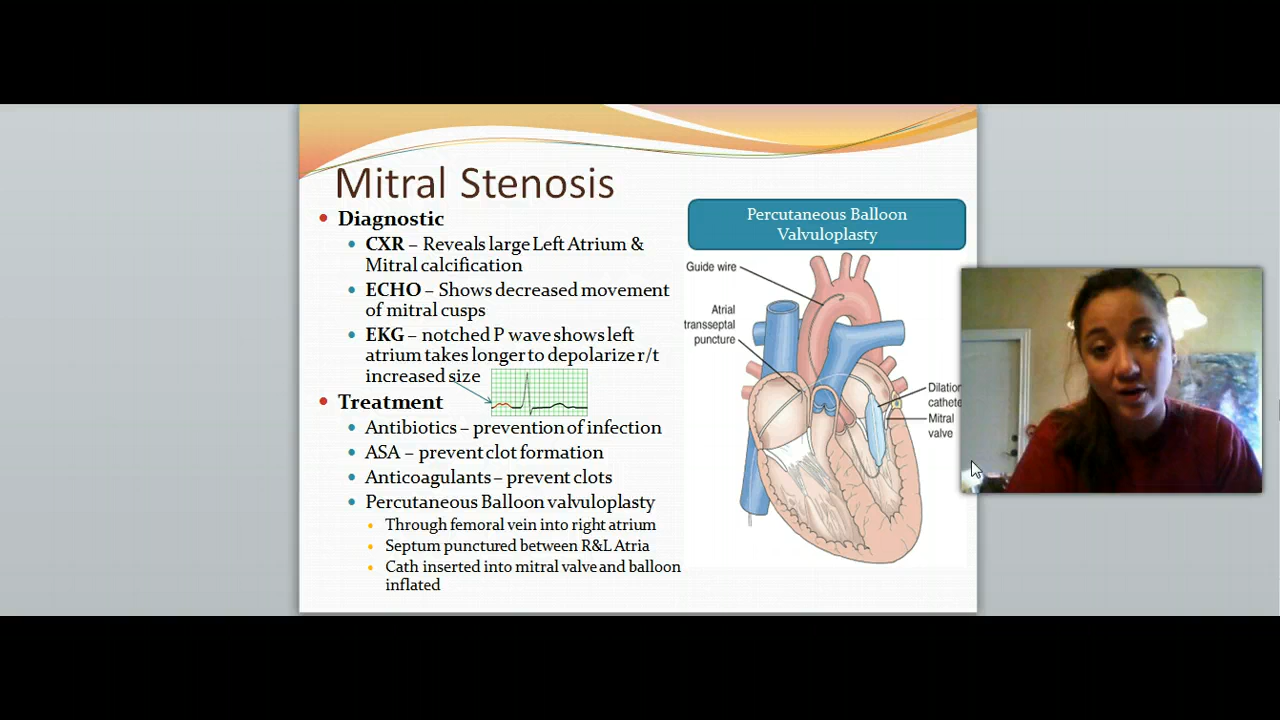 Mitral Stenosis
Diagnostic
CXR – Reveals large Left Atrium &
Mitral calcification
ECHO – Shows decreased movement
of mitral cusps
EKG – notched P wave shows left
atrium takes longer to depolarize r/t
increased size
Treatment
Antibiotics – prevention of infection
ASA – prevent clot formation
Anticoagulants – prevent clots
Percutaneous Balloon valvuloplasty
Through femoral vein into right atrium
Septum punctured between R&L Atria
Cath inserted into mitral valve and balloon
inflated
Percutaneous Balloon
Valvuloplasty
Guide wire
Atrial
transseptal
puncture
Dilation
cathete
Mitral
valve